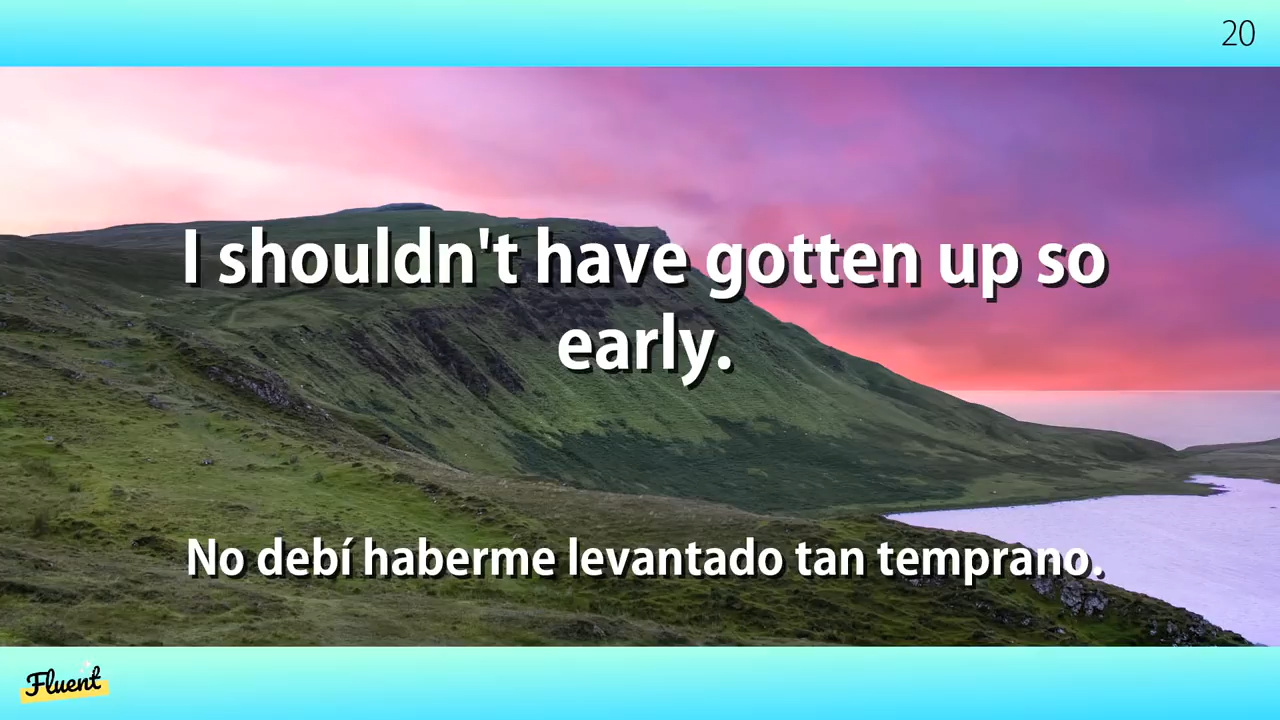 20
I shouldn't have gotten up so
early.
No debí haberme levantado tan temprano.
Fluent